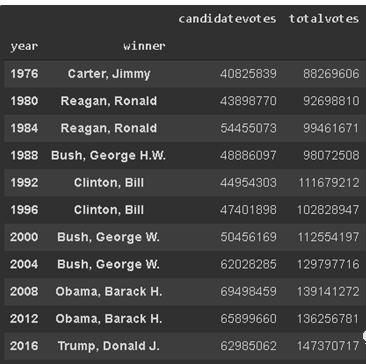 candidatevotes totalvotes
year winner
1976 Carter, Jimmy 40825839 88269606
1980 Reagan, Ronald 43898770 92698810
1984 Reagan, Ronald 54455073 99461671
1988 Bush, George H.W. 48886097 98072508
1992 Clinton, Bill 44954303 111679212
1996 Clinton, Bill 47401898 102828947
2000 Bush, George W. 50456169 112554197
2004 Bush, George W. 62028285 129797716
2008 Obama, Barack H. 69498459 139141272
2012 Obama, Barack H. 65899660 136256781
2016 Trump, Donald J. 62985062 147370717